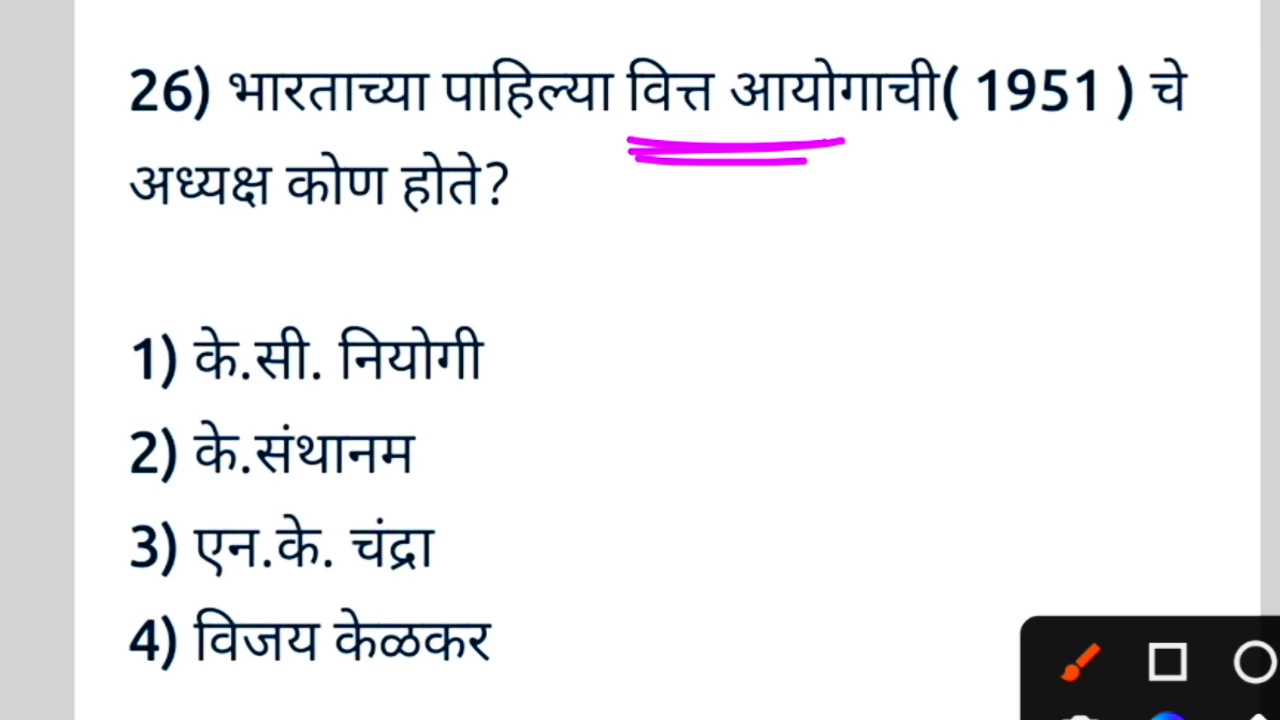 26) भारताच्या पाहिल्या वित्त आयोगाची( 1951 ) चे
अध्यक्ष कोण होते?
1) के.सी. नियोगी
2) के.संथानम
3) एन.के. चंद्रा
4) विजय केळकर